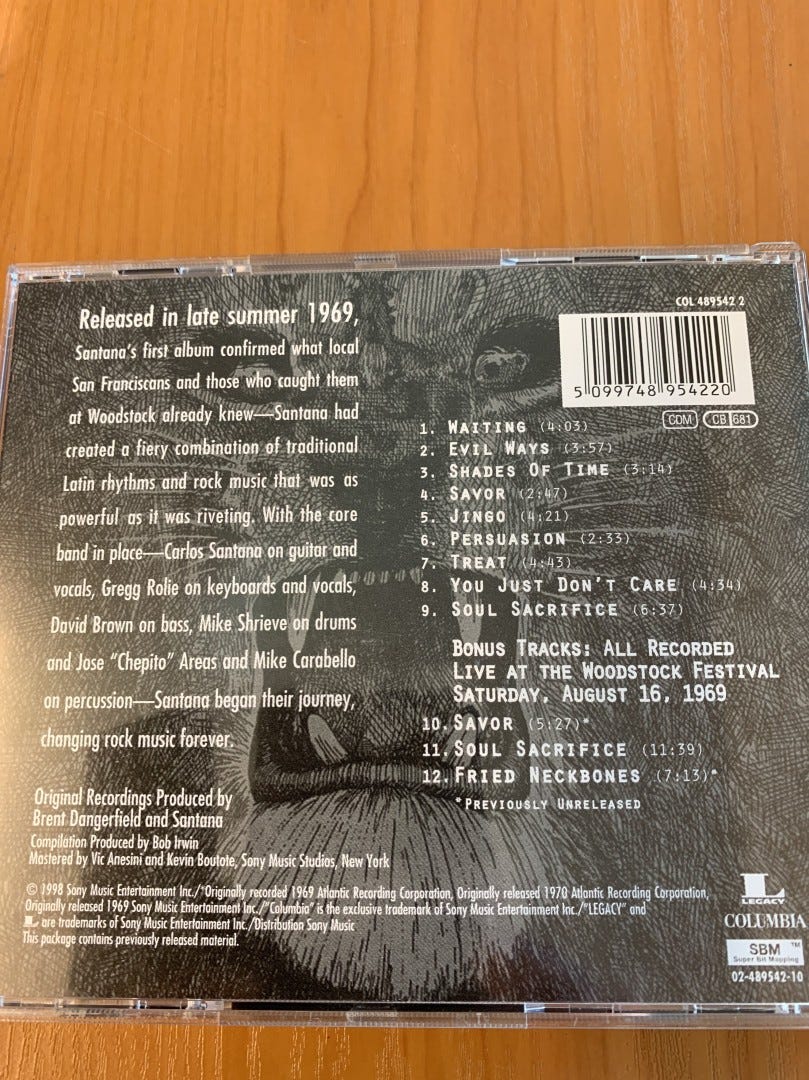 Released in late summer 1969,
Santana's first album confirmed what local
San Franciscans and those who caught them
at Woodstock already knew—Santana had
created a fiery combination of traditional
Latin rhythms and rock music that was as
powerful as it was riveting. With the core
band in place—Carlos Santana on guitar and
vocals, Gregg Rolie on keyboards and vocals,
David Brown on bass, Mike Shrieve on drums
and Jose "Chepito" Areas and Mike Carabello
on percussion—Santana began their journey,
changing rock music forever.
Original Recordings Produced by
Brent Dangerfield and Santana
Compilation Produced by Bob Irwin
Mastered by Vic Anesini and Kevin Boutote, Sony Music Studios, New York
COL 489542 2
5 099748 954220
CDM CB 681
1. WAITING (4:03)
2. EVIL WAYS (3:57)
3. SHADES OF TIME (3:14)
4. SAVOR (2:47)
5. JINGO (4:21)
6. PERSUASION (2:33)
7. TREAT (4:43)
8. YOU JUST DON'T CARE (4:34)
9. SOUL SACRIFICE (6:37)
BONUS TRACKS: ALL RECORDED
LIVE AT THE WOODSTOCK FESTIVAL
SATURDAY, AUGUST 16, 1969
10. SAVOR (5:27)*
11. SOUL SACRIFICE (11:39)
12. FRIED NECKBONES (7:13)*
*PREVIOUSLY UNRELEASED
© 1998 Sony Music Entertainment Inc./°Originally recorded 1969 Atlantic Recording Corporation, Originally released 1970 Atlantic Recording Corporation,
Originally released 1969 Sony Music Entertainment Inc./"Columbia" is the exclusive trademark of Sony Music Entertainment Inc./"LEGACY" and
L are trademarks of Sony Music Entertainment Inc./Distribution Sony Music
This package contains previously released material.
L
LEGACY
COLUMBIA
SBM ™
Super Bit Mapping
02-489542-10